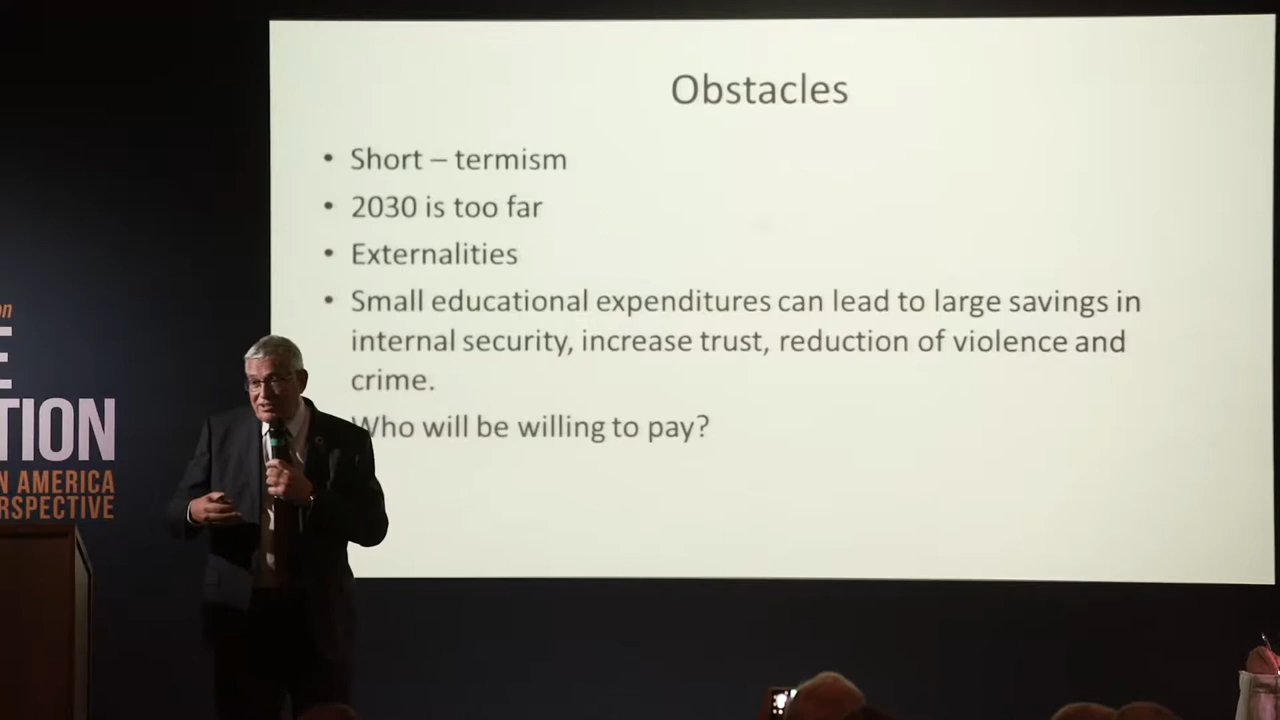 Obstacles
• Short – termism
• 2030 is too far
• Externalities
• Small educational expenditures can lead to large savings in
internal security, increase trust, reduction of violence and
crime.
Who will be willing to pay?
on
E
TION
N AMERICA
RSPECTIVE